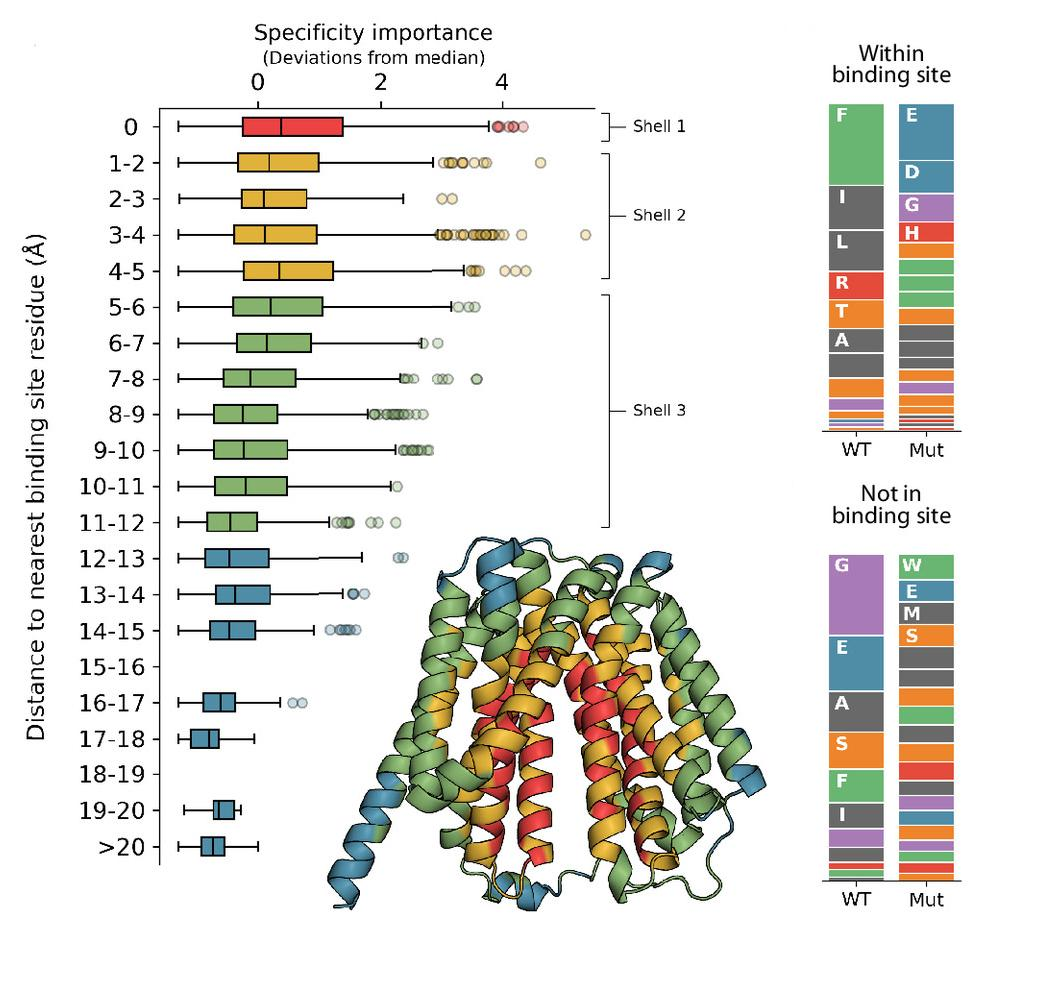 Specificity importance
(Deviations from median)
0 2 4
Distance to nearest binding site residue (Å)
0
1-2
2-3
3-4
4-5
5-6
6-7
7-8
8-9
9-10
10-11
11-12
12-13
13-14
14-15
15-16
16-17
17-18
18-19
19-20
>20
Shell 1
Shell 2
Shell 3
Within
binding site
F E
D
I G
L H
R
T
A
WT Mut
Not in
binding site
G W
E
M
E S
A
S
F
I
WT Mut